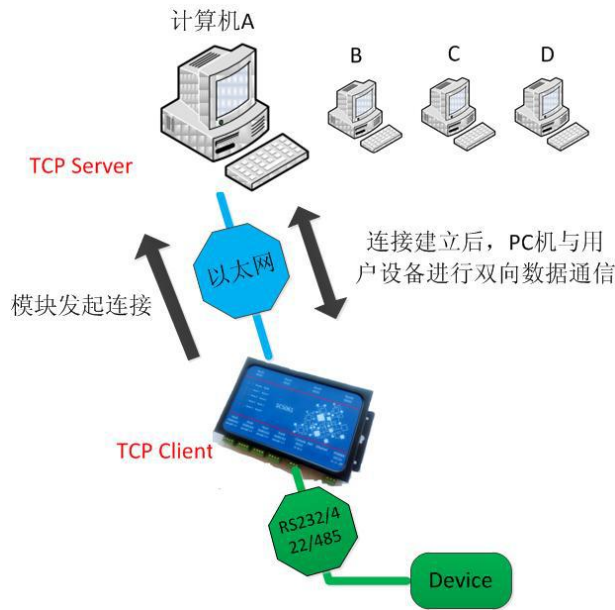 计算机A
B
C
D
TCP Server
以太网
连接建立后，PC机与用
户设备进行双向数据通信
模块发起连接
TCP Client
RS232/4
22/485
Device